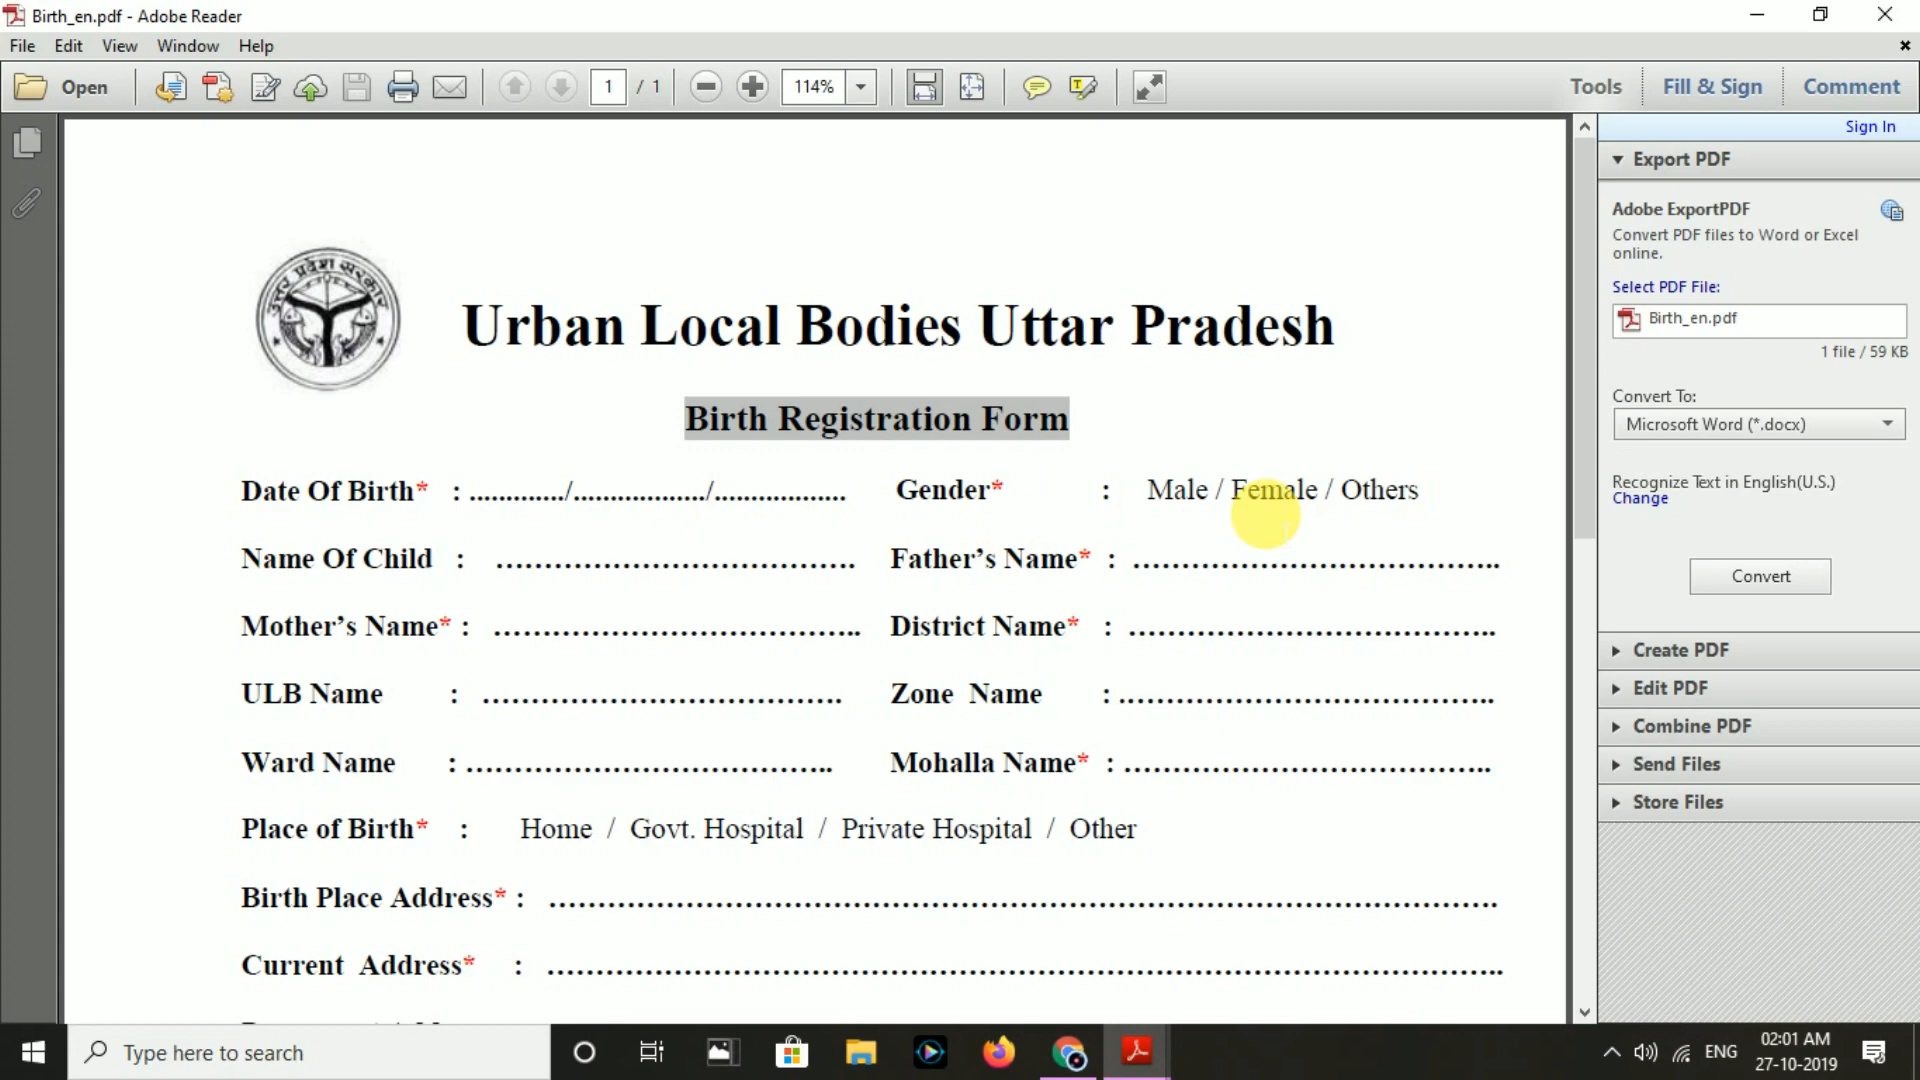 Birth_en.pdf - Adobe Reader
File Edit View Window Help
Open 1 / 1 114% Tools Fill & Sign Comment
Sign In
Export PDF
Adobe ExportPDF
Convert PDF files to Word or Excel
online.
Select PDF File:
Birth_en.pdf
1 file / 59 KB
Convert To:
Microsoft Word (*.docx)
Recognize Text in English(U.S.)
Change
Convert
Create PDF
Edit PDF
Combine PDF
Send Files
Store Files
उत्तर प्रदेश सरकार
Urban Local Bodies Uttar Pradesh
Birth Registration Form
Date Of Birth* : ............./................../.................. Gender* : Male / Female / Others
Name Of Child : ………………………………. Father’s Name* : ………………………………..
Mother’s Name* : ……………………………….. District Name* : ………………………………..
ULB Name : ………………………………. Zone Name : ………………………………..
Ward Name : ……………………………….. Mohalla Name* : ………………………………..
Place of Birth* : Home / Govt. Hospital / Private Hospital / Other
Birth Place Address* : …………………………………………………………………………………….
Current Address* : ……………………………………………………………………………………..
Type here to search
ENG
02:01 AM
27-10-2019